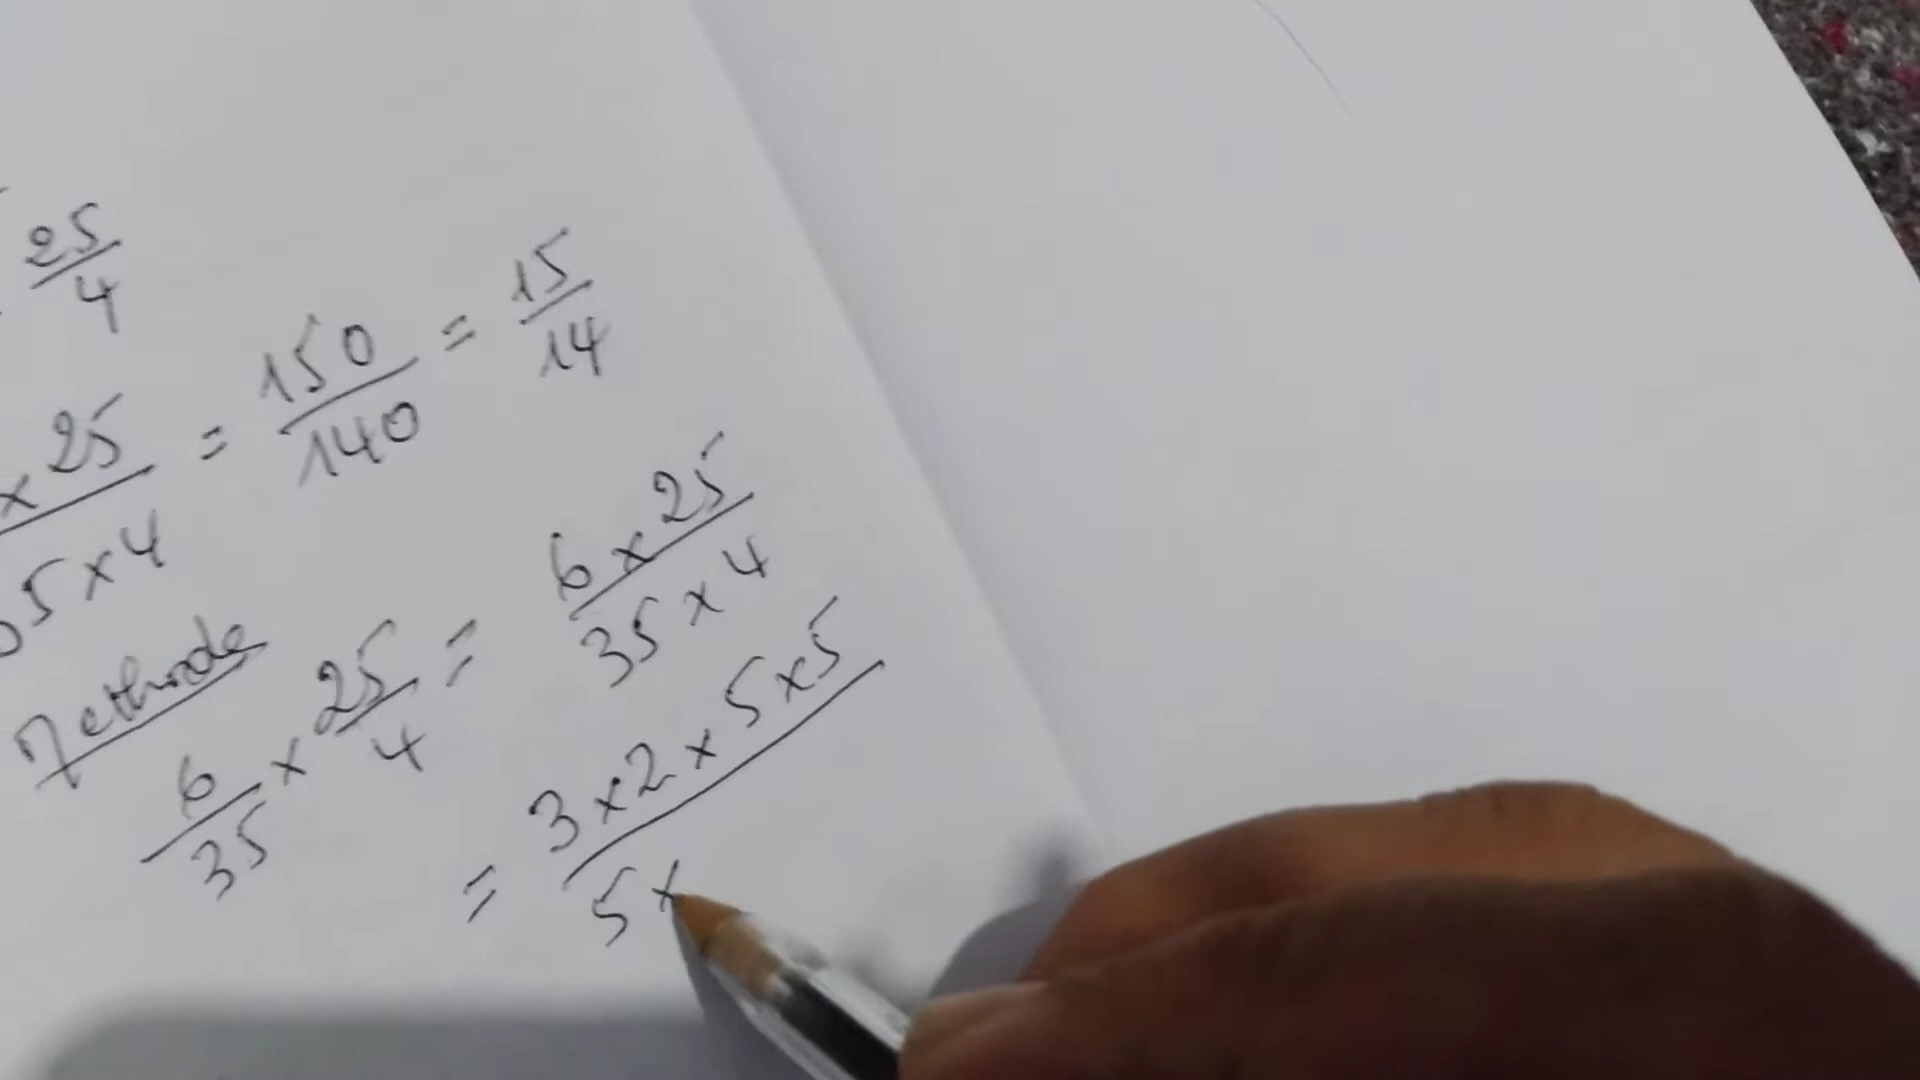 25/4
x 25 / 5 x 4 = 150/140 = 15/14
Methode
6/35 x 25/4 = 6 x 25 / 35 x 4
= 3 x 2 x 5 x 5 / 5 x